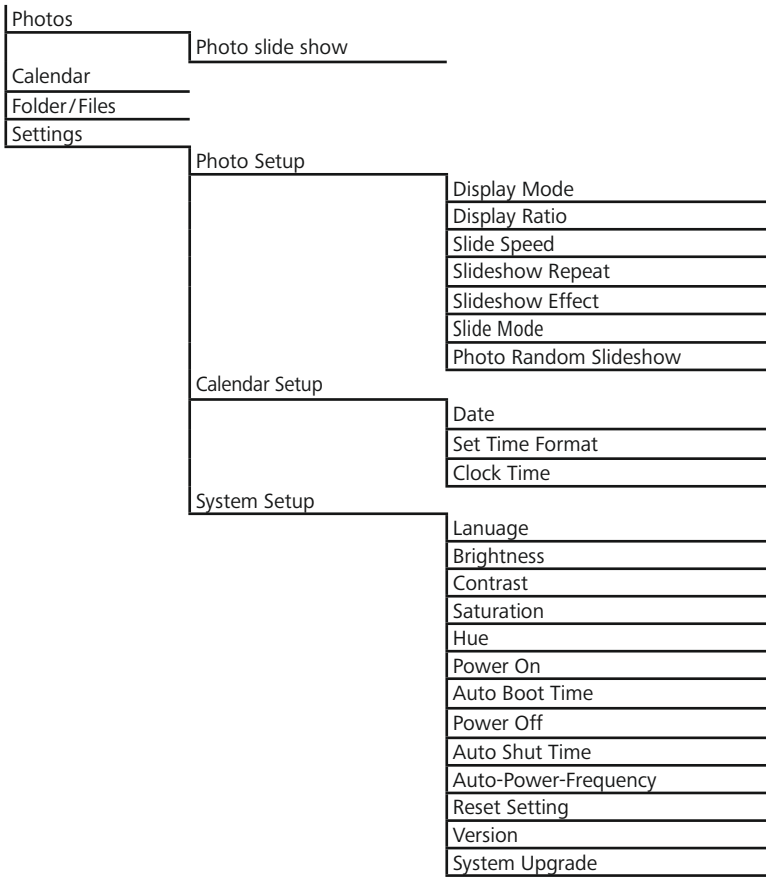 Photos
Photo slide show
Calendar
Folder/Files
Settings
Photo Setup
Display Mode
Display Ratio
Slide Speed
Slideshow Repeat
Slideshow Effect
Slide Mode
Photo Random Slideshow
Calendar Setup
Date
Set Time Format
Clock Time
System Setup
Lanuage
Brightness
Contrast
Saturation
Hue
Power On
Auto Boot Time
Power Off
Auto Shut Time
Auto-Power-Frequency
Reset Setting
Version
System Upgrade